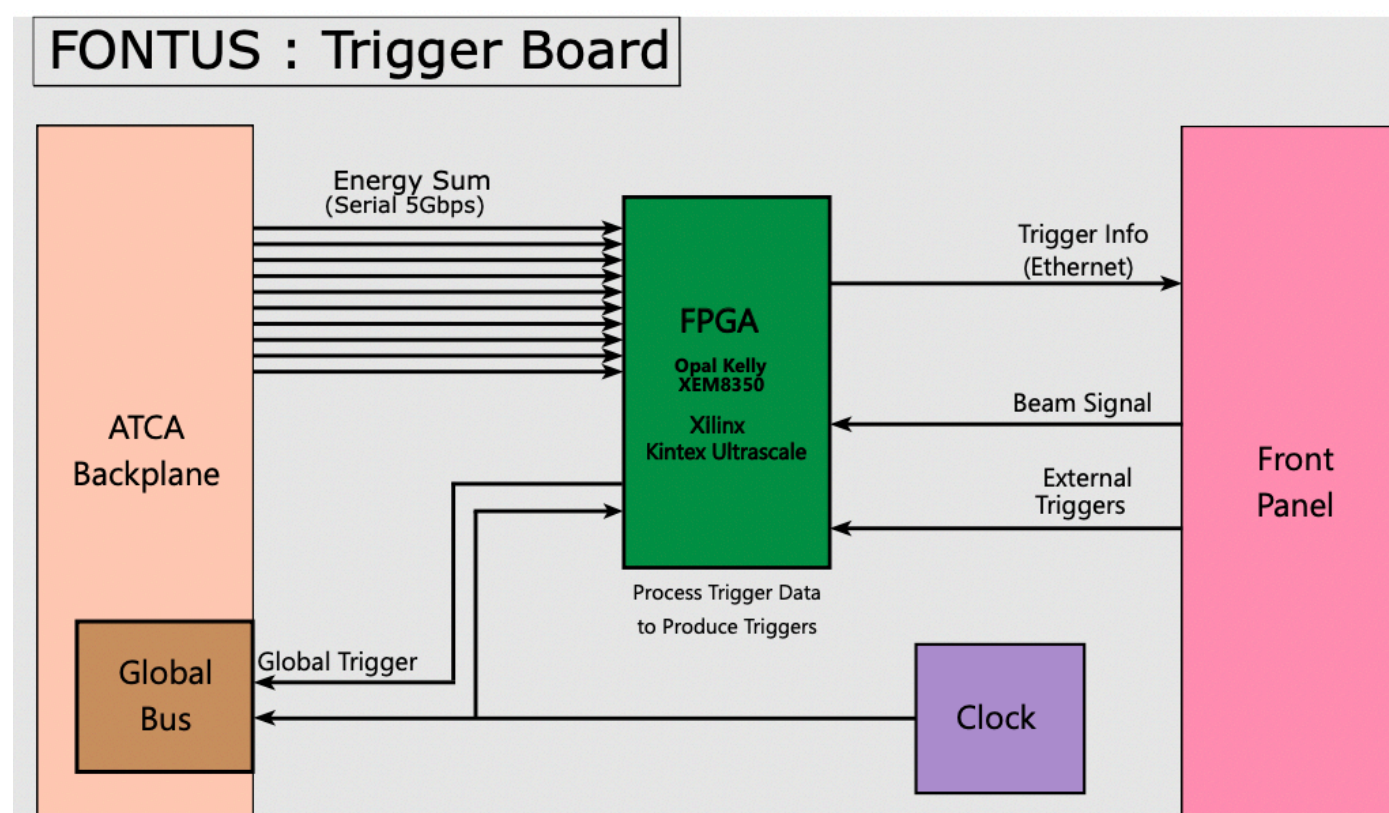 FONTUS : Trigger Board
Energy Sum
(Serial 5Gbps)
Trigger Info
(Ethernet)
FPGA
Opal Kelly
XEM8350
Xllinx
Kintex Ultrascale
Beam Signal
ATCA
Backplane
External
Triggers
Front
Panel
Process Trigger Data
to Produce Triggers
Global Trigger
Global
Bus
Clock